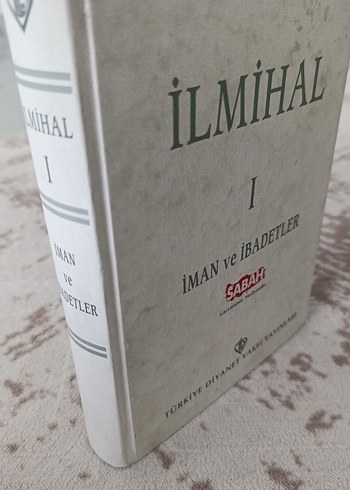 İLMİHAL
I
İMAN ve İBADETLER
SABAH
TÜRKİYE DİYANET VAKFI YAYINLARI
İLMİHAL
I
İMAN
ve
İBADETLER